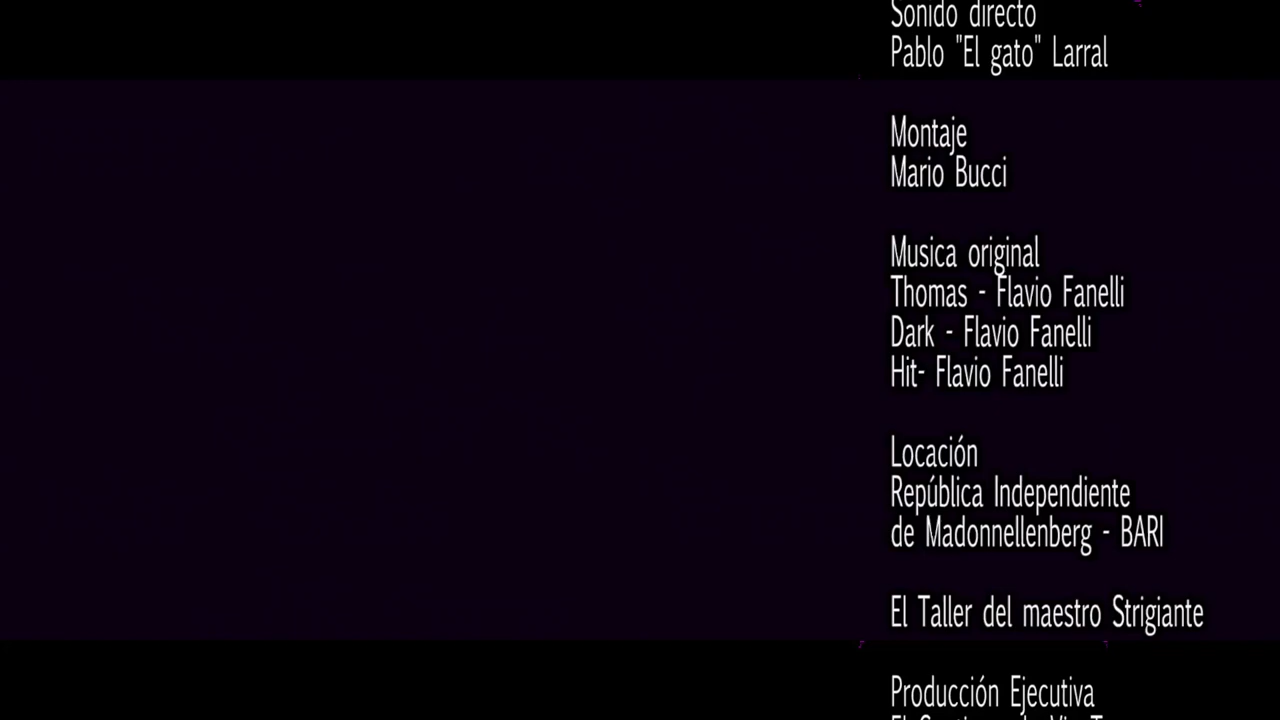 Sonido directo
Pablo "El gato" Larral
Montaje
Mario Bucci
Musica original
Thomas - Flavio Fanelli
Dark - Flavio Fanelli
Hit- Flavio Fanelli
Locación
República Independiente
de Madonnellenberg - BARI
El Taller del maestro Strigiante
Producción Ejecutiva